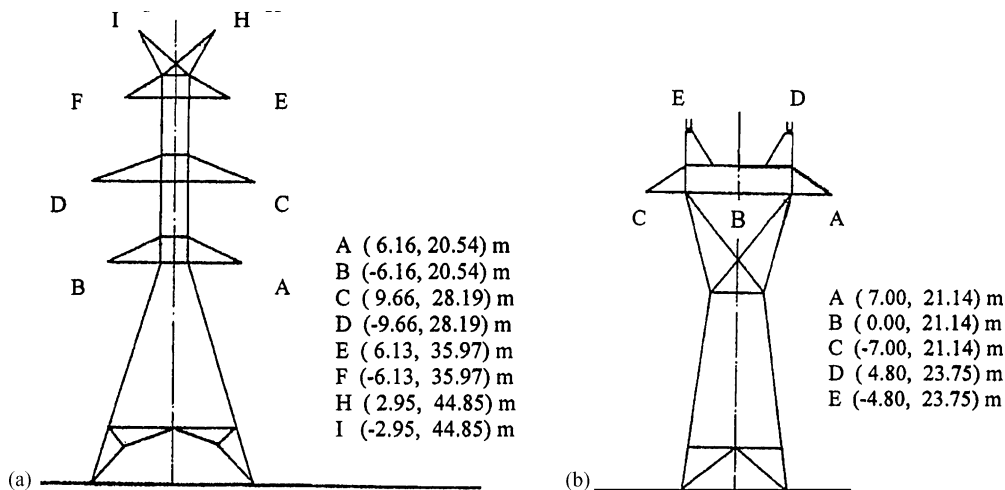 I H
F E
D C
B A
A ( 6.16, 20.54) m
B (-6.16, 20.54) m
C ( 9.66, 28.19) m
D (-9.66, 28.19) m
E ( 6.13, 35.97) m
F (-6.13, 35.97) m
H ( 2.95, 44.85) m
I (-2.95, 44.85) m
(a)
E D
C B A
A ( 7.00, 21.14) m
B ( 0.00, 21.14) m
C (-7.00, 21.14) m
D ( 4.80, 23.75) m
E (-4.80, 23.75) m
(b)